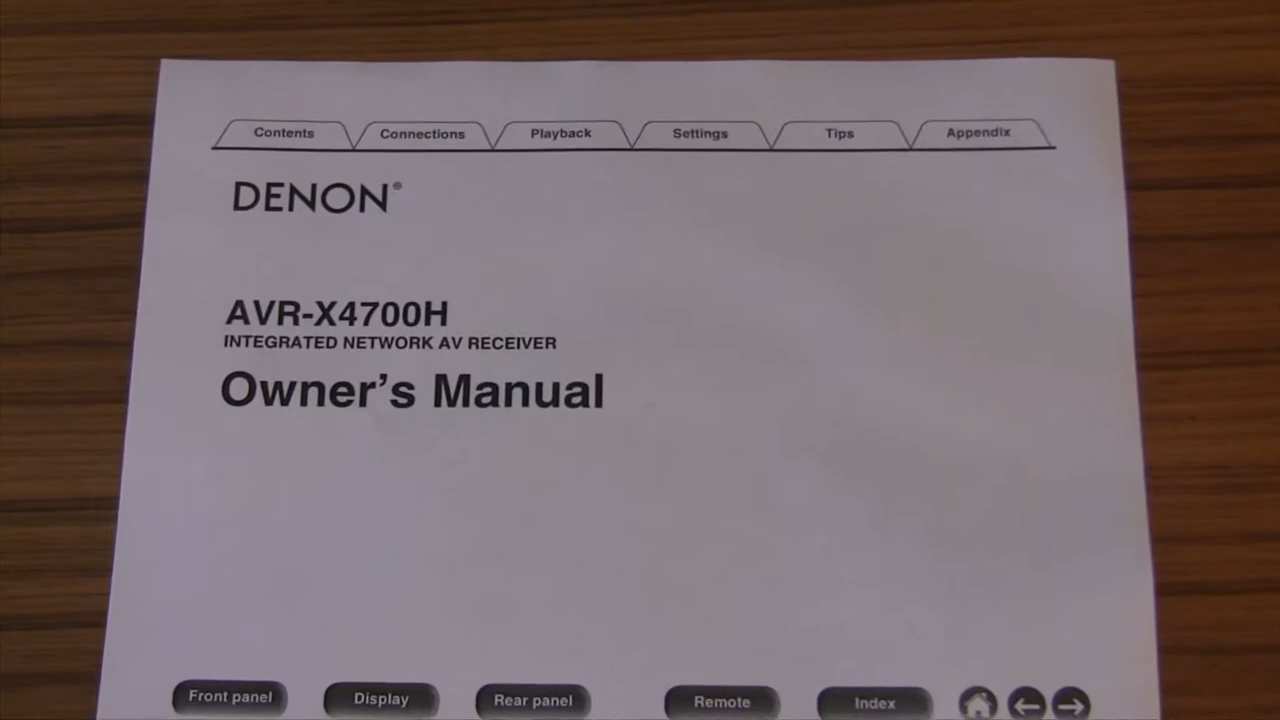 Contents Connections Playback Settings Tips Appendix
DENON®
AVR-X4700H
INTEGRATED NETWORK AV RECEIVER
Owner's Manual
Front panel Display Rear panel Remote Index